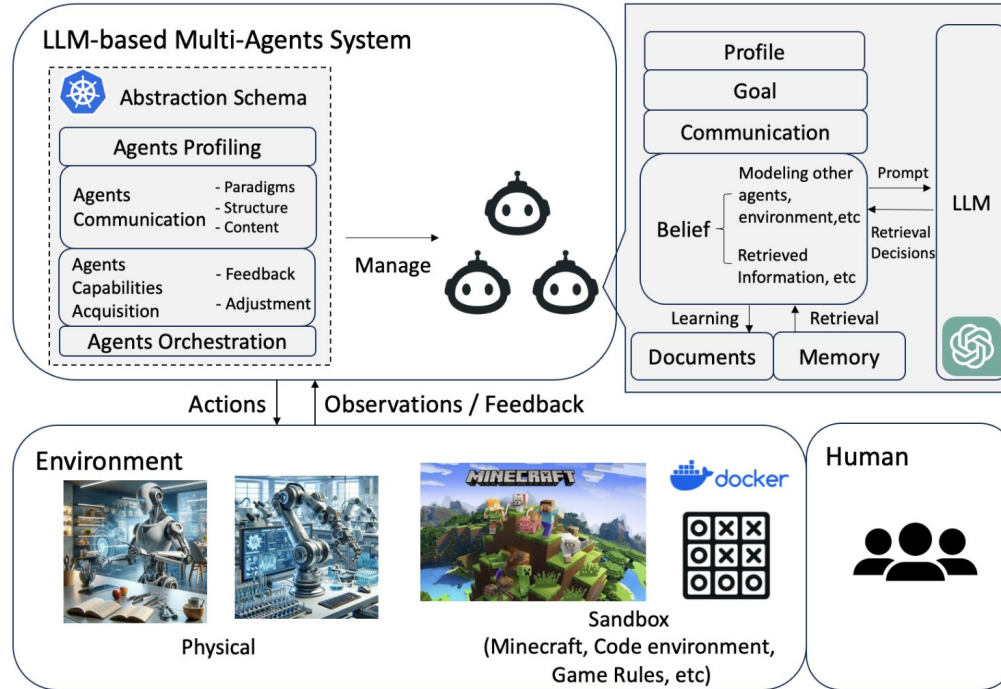 LLM-based Multi-Agents System
Abstraction Schema
Agents Profiling
Agents
Communication
- Paradigms
- Structure
- Content
Agents
Capabilities
Acquisition
- Feedback
- Adjustment
Agents Orchestration
Manage
Profile
Goal
Communication
Belief
Modeling other
agents,
environment,etc
Retrieved
Information, etc
Prompt
Retrieval
Decisions
LLM
Learning
Retrieval
Documents
Memory
Actions
Observations / Feedback
Environment
Physical
MINECRAFT
docker
O X X
O X X
O O O
Sandbox
(Minecraft, Code environment,
Game Rules, etc)
Human